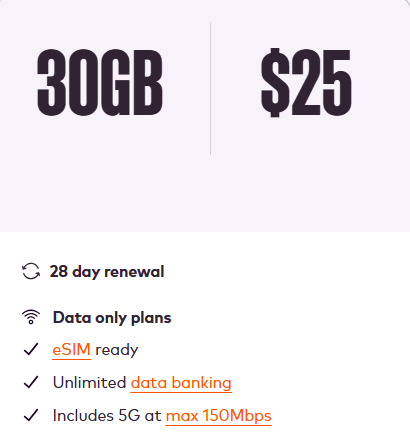 30GB
$25
28 day renewal
Data only plans
eSIM ready
Unlimited data banking
Includes 5G at max 150Mbps